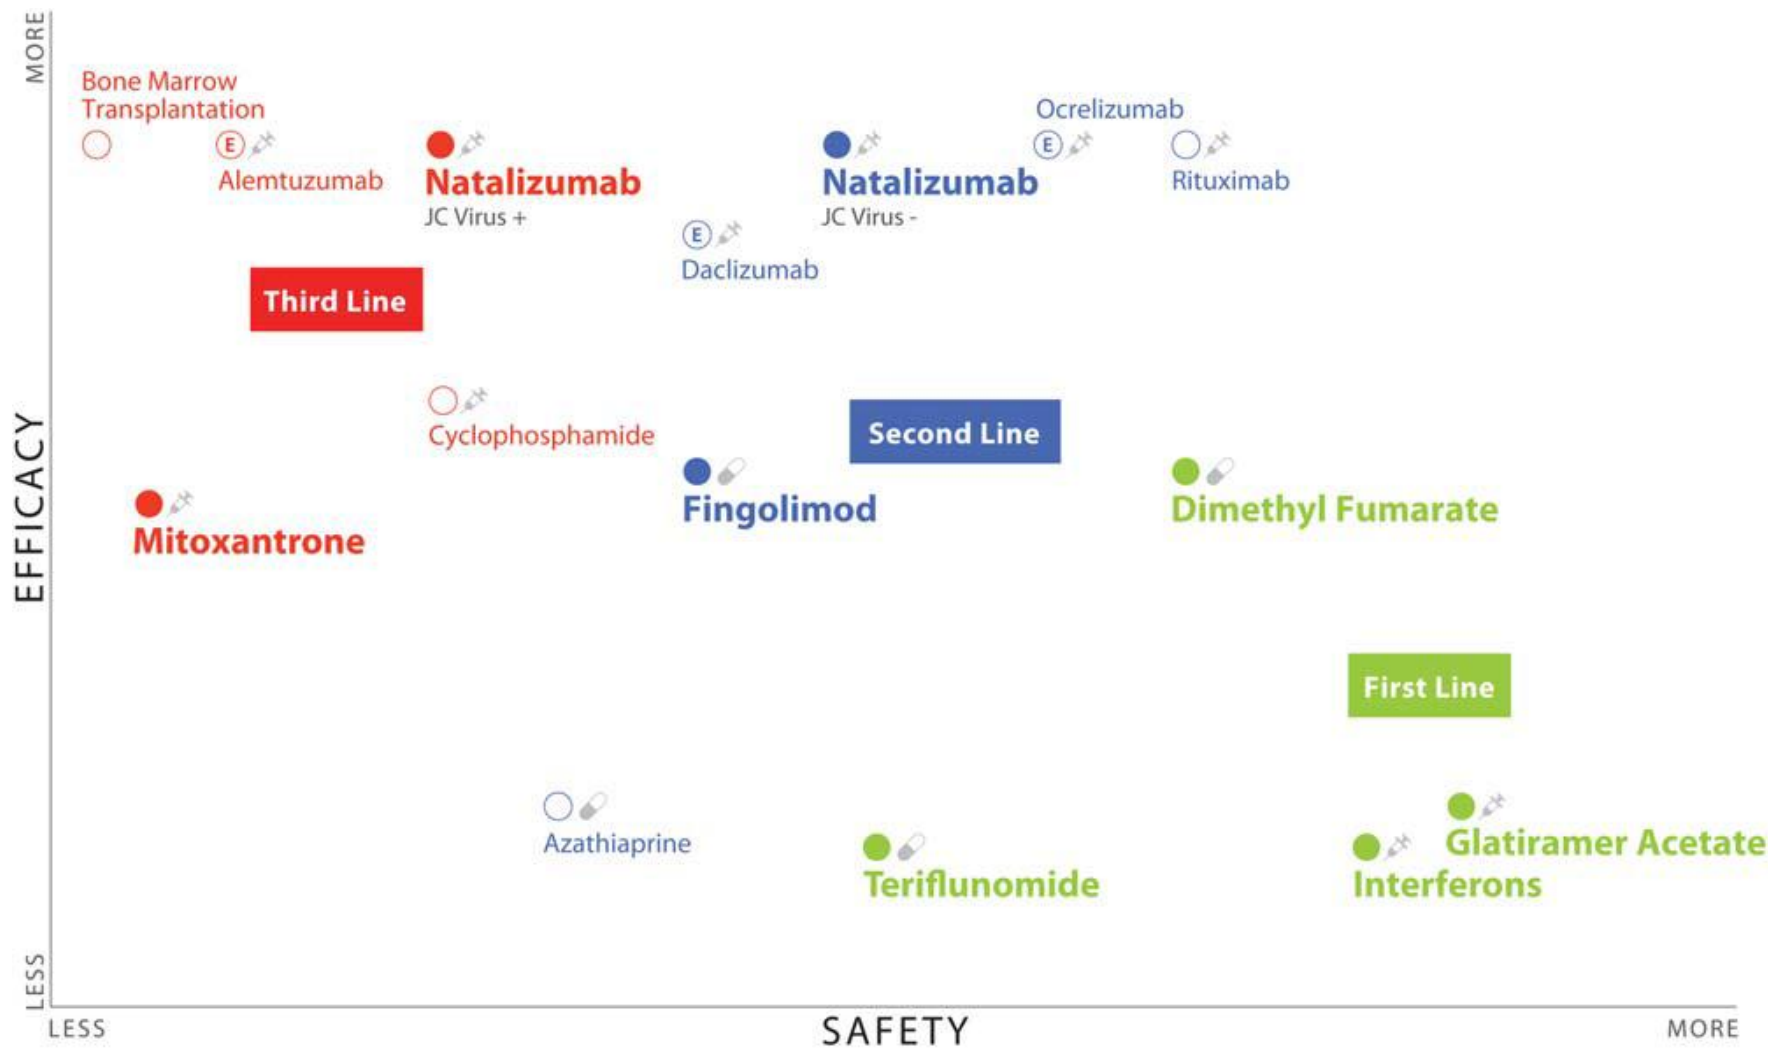 MORE
Bone Marrow
Transplantation
E
Alemtuzumab
Natalizumab
JC Virus +
Natalizumab
JC Virus -
Ocrelizumab
E
Rituximab
E
Daclizumab
Third Line
Cyclophosphamide
Second Line
EFFICACY
Mitoxantrone
Fingolimod
Dimethyl Fumarate
First Line
Azathiaprine
Teriflunomide
Glatiramer Acetate
Interferons
LESS
LESS
SAFETY
MORE